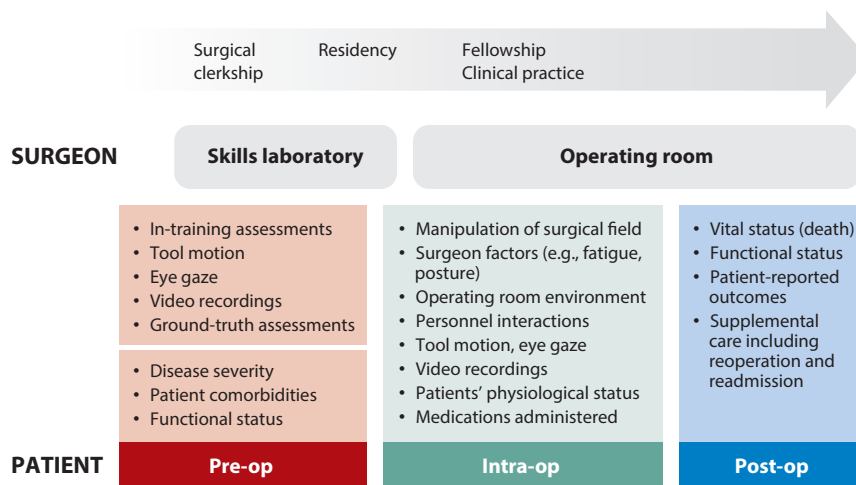 Surgical
clerkship
Residency
Fellowship
Clinical practice
SURGEON
Skills laboratory
Operating room
• In-training assessments
• Tool motion
• Eye gaze
• Video recordings
• Ground-truth assessments
• Disease severity
• Patient comorbidities
• Functional status
• Manipulation of surgical field
• Surgeon factors (e.g., fatigue,
posture)
• Operating room environment
• Personnel interactions
• Tool motion, eye gaze
• Video recordings
• Patients’ physiological status
• Medications administered
• Vital status (death)
• Functional status
• Patient-reported
outcomes
• Supplemental
care including
reoperation and
readmission
PATIENT
Pre-op
Intra-op
Post-op